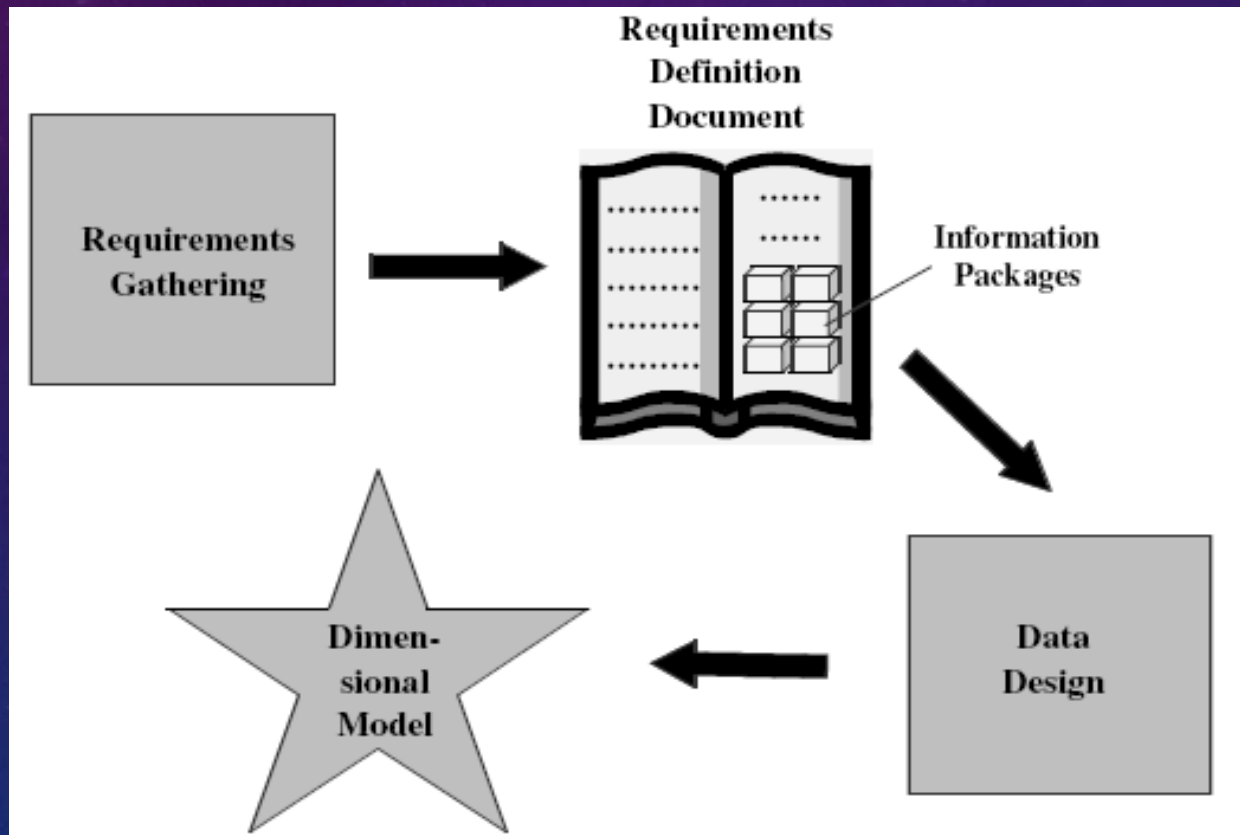 Requirements
Definition
Document
Requirements
Gathering
Information
Packages
Dimen-
sional
Model
Data
Design